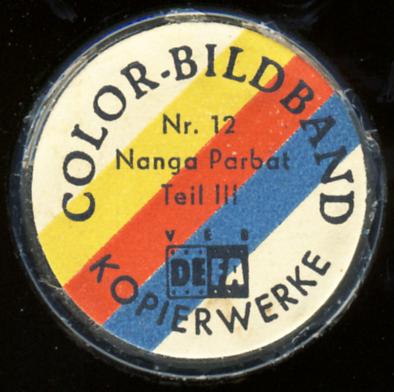 COLOR-BILDBAND
Nr. 12
Nanga Parbat
Teil III
VEB
DEFA
KOPIERWERKE